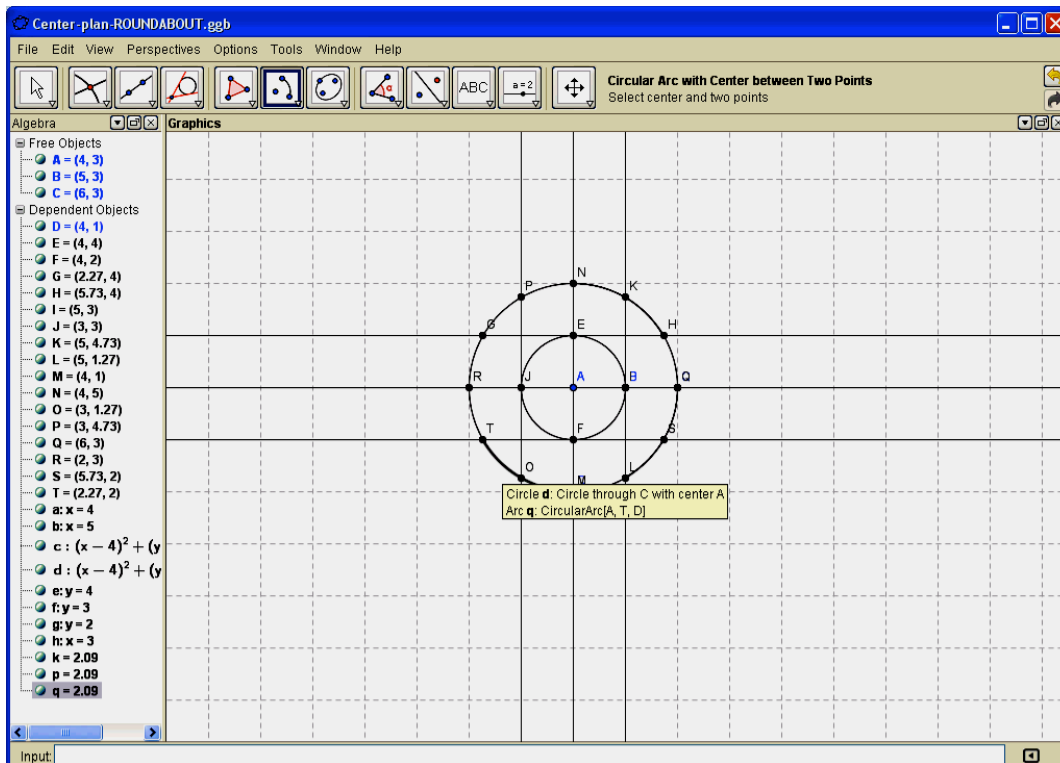 Center-plan-ROUNDABOUT.ggb
File Edit View Perspectives Options Tools Window Help
ABC
a=2
Circular Arc with Center between Two Points
Select center and two points
Algebra
Graphics
Free Objects
A = (4, 3)
B = (5, 3)
C = (6, 3)
Dependent Objects
D = (4, 1)
E = (4, 4)
F = (4, 2)
G = (2.27, 4)
H = (5.73, 4)
I = (5, 3)
J = (3, 3)
K = (5, 4.73)
L = (5, 1.27)
M = (4, 1)
N = (4, 5)
O = (3, 1.27)
P = (3, 4.73)
Q = (6, 3)
R = (2, 3)
S = (5.73, 2)
T = (2.27, 2)
a: x = 4
b: x = 5
c : (x − 4)² + (y
d : (x − 4)² + (y
e: y = 4
f: y = 3
g: y = 2
h: x = 3
k = 2.09
p = 2.09
q = 2.09
P N K
G E H
R J A B Q
T F S
O L
Circle d: Circle through C with center A
Arc q: CircularArc[A, T, D]
Input: